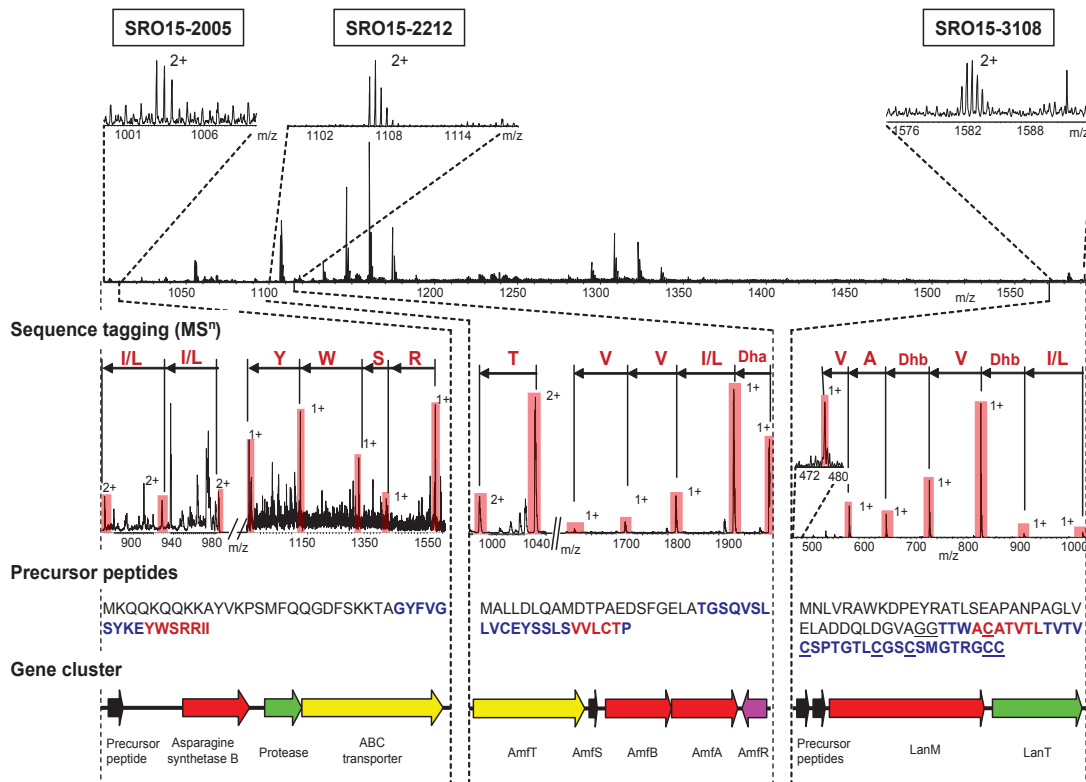 SRO15-2005 SRO15-2212 SRO15-3108
2+ 2+ 2+
1001 1006 m/z 1102 1108 1114 m/z 1576 1582 1588 m/z
1050 1100 1200 1250 1300 1350 1400 1450 m/z 1550
Sequence tagging (MSⁿ)
I/L I/L Y W S R T V V I/L Dha V A Dhb V Dhb I/L
2+ 2+ 2+ 1+ 1+ 1+ 1+ 1+
2+ 2+ 1+ 1+ 1+ 1+ 1+
1+ 1+ 1+ 1+ 1+ 1+ 1+
472 480 m/z
900 940 980 m/z 1150 1350 1550
1000 1040 m/z 1700 1800 1900
500 600 700 800 900 1000 m/z
Precursor peptides
MKQQKQQKKAYVKPSMFQQGDFSKKTAGYFVG
SYKEYWSRRII
MALLDLQAMDTPAEDSFGELATGSQVSL
LVCEYSSLSVVLCTP
MNLVRAWKDPEYRATLSEAPANPAGLV
ELADDQLDGVAGGTTWACATVTLTVTV
CSPTGTLCGSCSMGTRGCC
Gene cluster
Precursor peptide
Asparagine synthetase B
Protease
ABC transporter
AmfT AmfS AmfB AmfA AmfR
Precursor peptides
LanM LanT